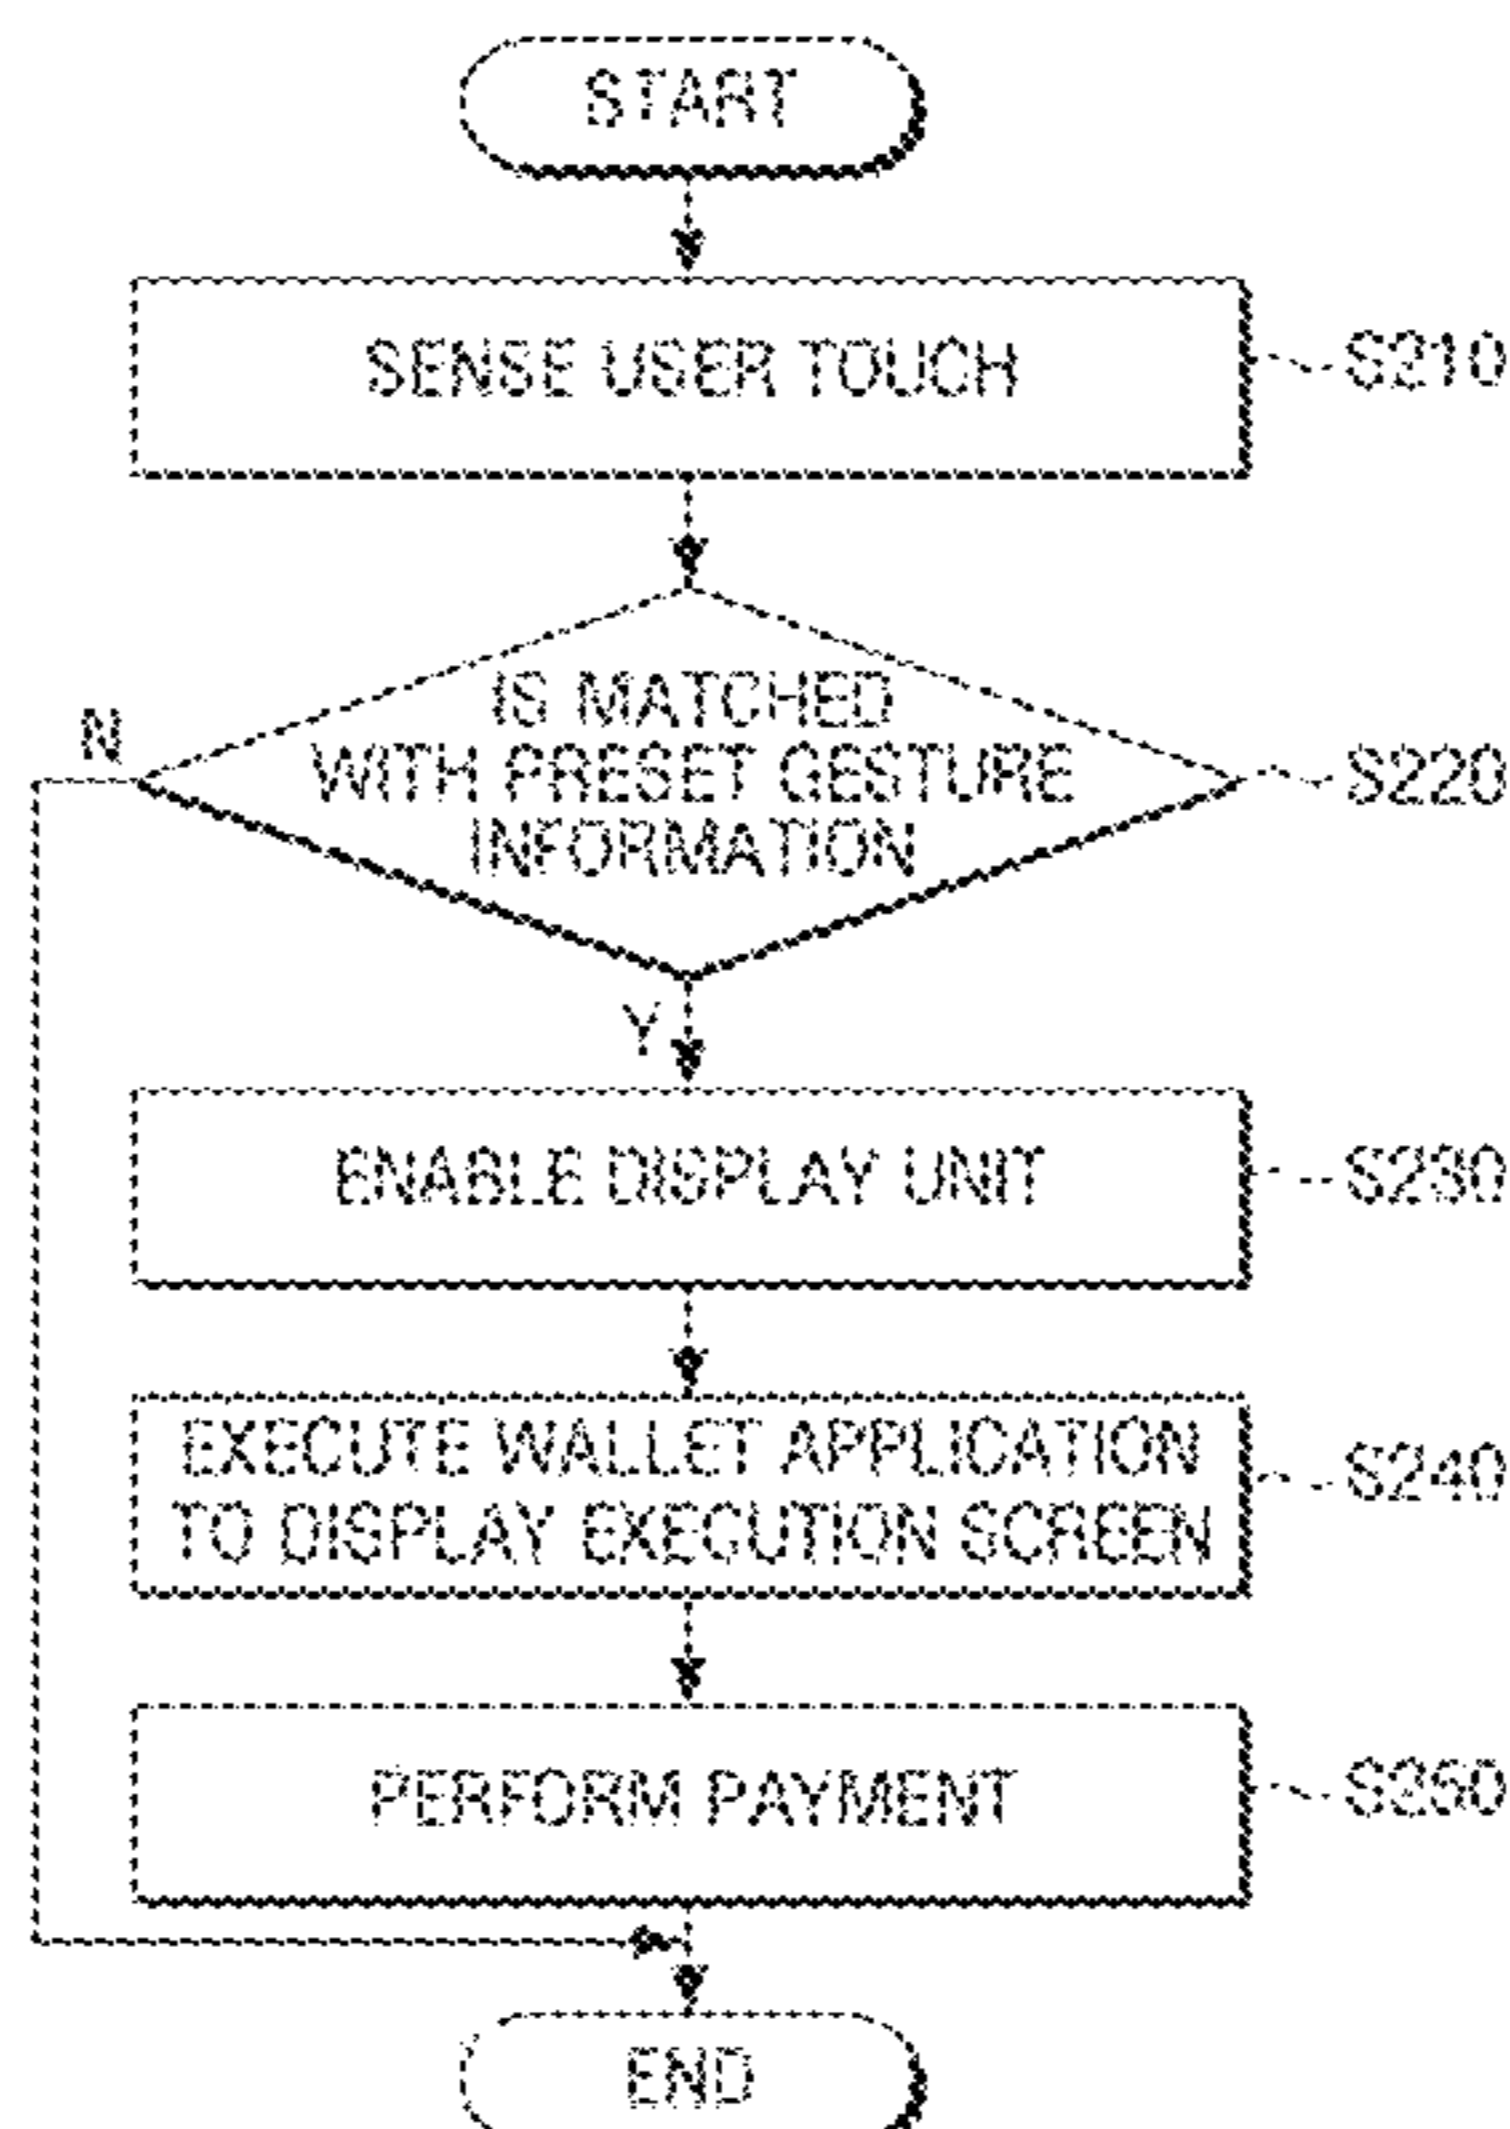 START
SENSE USER TOUCH
S210
IS MATCHED
WITH PRESET GESTURE
INFORMATION
N
S220
Y
ENABLE DISPLAY UNIT
S230
EXECUTE WALLET APPLICATION
TO DISPLAY EXECUTION SCREEN
S240
PERFORM PAYMENT
S250
END